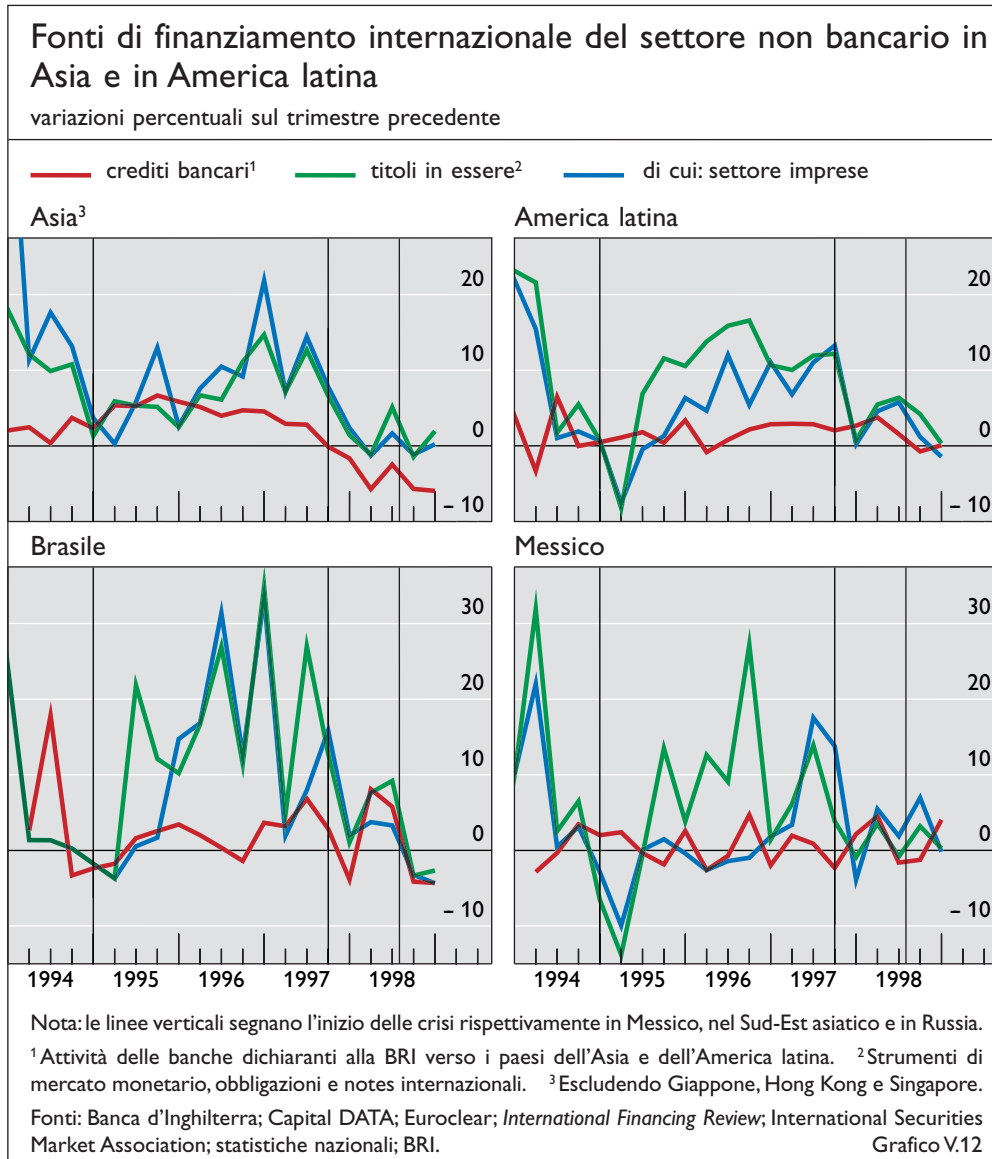 Fonti di finanziamento internazionale del settore non bancario in
Asia e in America latina
variazioni percentuali sul trimestre precedente
crediti bancari¹ titoli in essere² di cui: settore imprese
Asia³ America latina
20 20
10 10
0 0
– 10 – 10
Brasile Messico
30 30
20 20
10 10
0 0
– 10 – 10
1994 1995 1996 1997 1998 1994 1995 1996 1997 1998
Nota: le linee verticali segnano l'inizio delle crisi rispettivamente in Messico, nel Sud-Est asiatico e in Russia.
¹ Attività delle banche dichiaranti alla BRI verso i paesi dell'Asia e dell'America latina. ² Strumenti di
mercato monetario, obbligazioni e notes internazionali. ³ Escludendo Giappone, Hong Kong e Singapore.
Fonti: Banca d'Inghilterra; Capital DATA; Euroclear; International Financing Review; International Securities
Market Association; statistiche nazionali; BRI. Grafico V.12